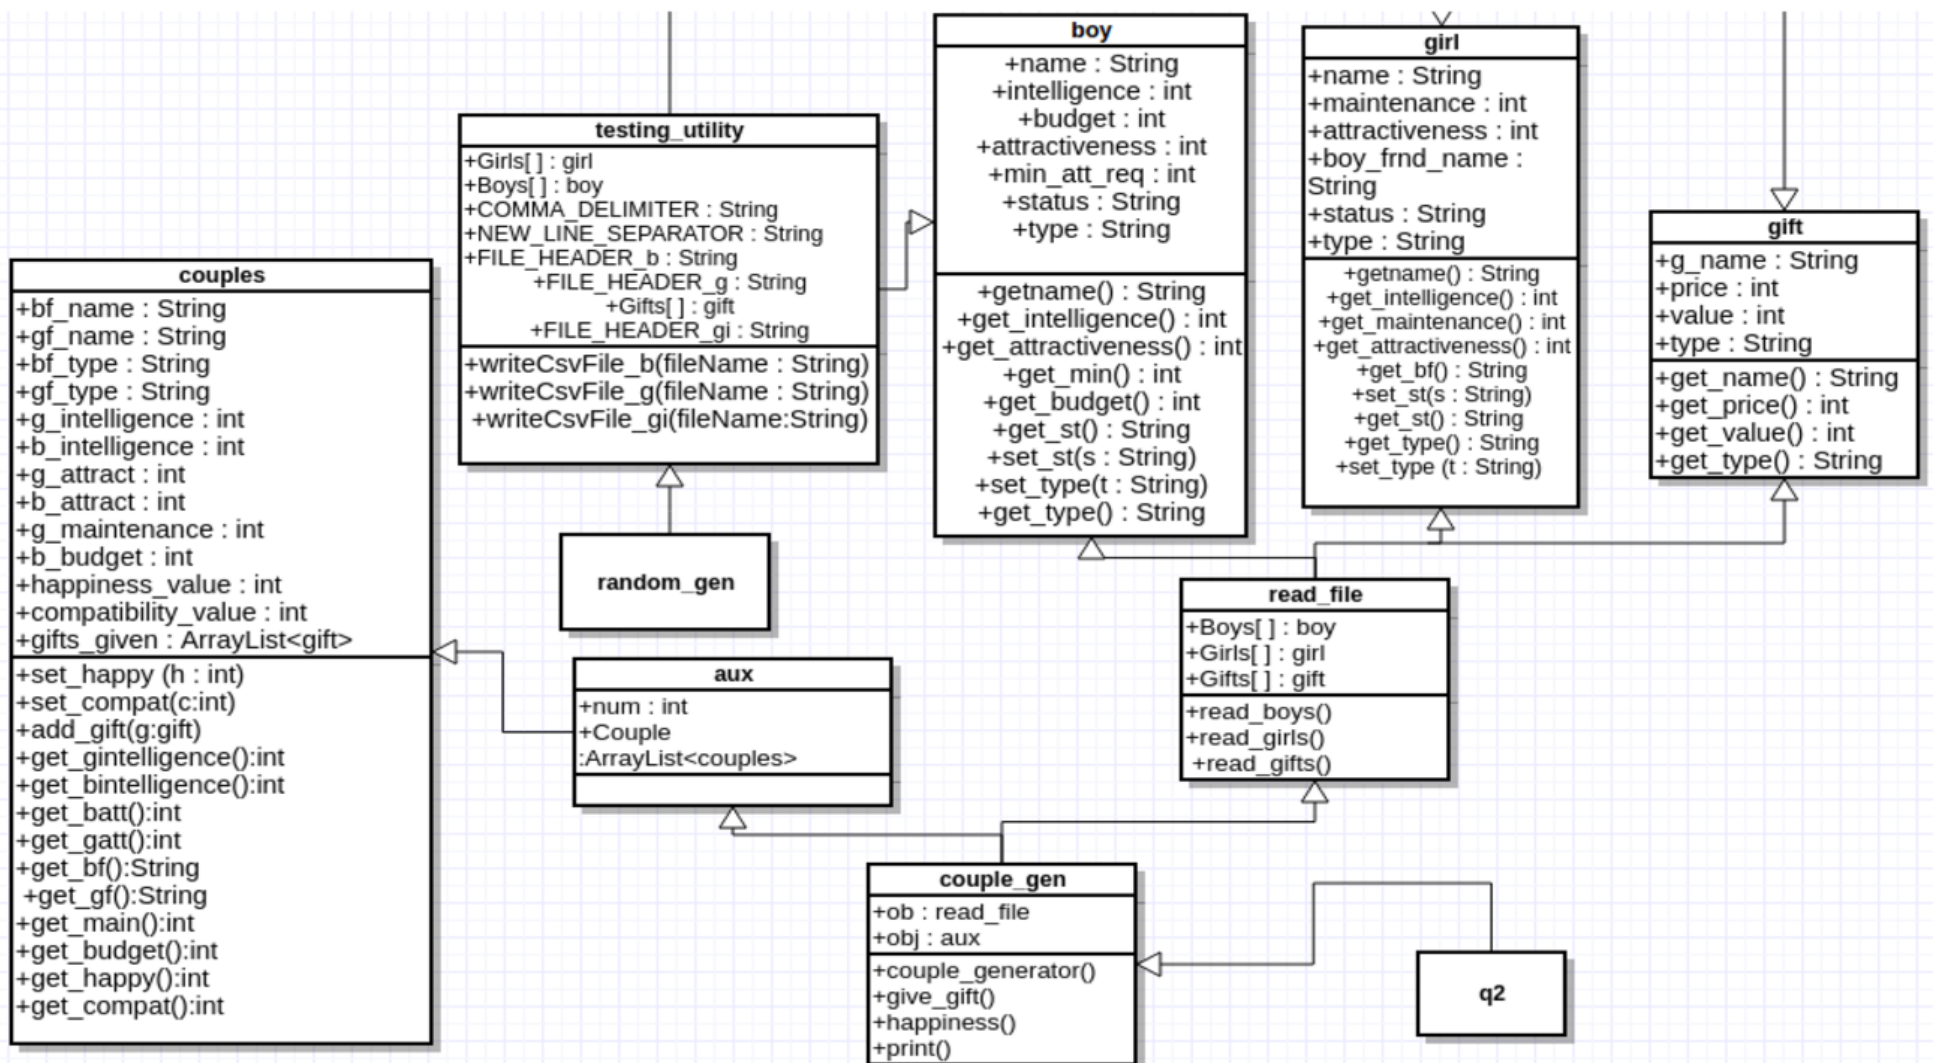 couples
+bf_name : String
+gf_name : String
+bf_type : String
+gf_type : String
+g_intelligence : int
+b_intelligence : int
+g_attract : int
+b_attract : int
+g_maintenance : int
+b_budget : int
+happiness_value : int
+compatibility_value : int
+gifts_given : ArrayList<gift>
+set_happy (h : int)
+set_compat(c:int)
+add_gift(g:gift)
+get_gintelligence():int
+get_bintelligence():int
+get_batt():int
+get_gatt():int
+get_bf():String
+get_gf():String
+get_main():int
+get_budget():int
+get_happy():int
+get_compat():int
testing_utility
+Girls[ ] : girl
+Boys[ ] : boy
+COMMA_DELIMITER : String
+NEW_LINE_SEPARATOR : String
+FILE_HEADER_b : String
+FILE_HEADER_g : String
+Gifts[ ] : gift
+FILE_HEADER_gi : String
+writeCsvFile_b(fileName : String)
+writeCsvFile_g(fileName : String)
+writeCsvFile_gi(fileName:String)
random_gen
aux
+num : int
+Couple
:ArrayList<couples>
boy
+name : String
+intelligence : int
+budget : int
+attractiveness : int
+min_att_req : int
+status : String
+type : String
+getname() : String
+get_intelligence() : int
+get_attractiveness() : int
+get_min() : int
+get_budget() : int
+get_st() : String
+set_st(s : String)
+set_type(t : String)
+get_type() : String
girl
+name : String
+maintenance : int
+attractiveness : int
+boy_frnd_name :
String
+status : String
+type : String
+getname() : String
+get_intelligence() : int
+get_maintenance() : int
+get_attractiveness() : int
+get_bf() : String
+set_st(s : String)
+get_st() : String
+get_type() : String
+set_type (t : String)
gift
+g_name : String
+price : int
+value : int
+type : String
+get_name() : String
+get_price() : int
+get_value() : int
+get_type() : String
read_file
+Boys[ ] : boy
+Girls[ ] : girl
+Gifts[ ] : gift
+read_boys()
+read_girls()
+read_gifts()
couple_gen
+ob : read_file
+obj : aux
+couple_generator()
+give_gift()
+happiness()
+print()
q2